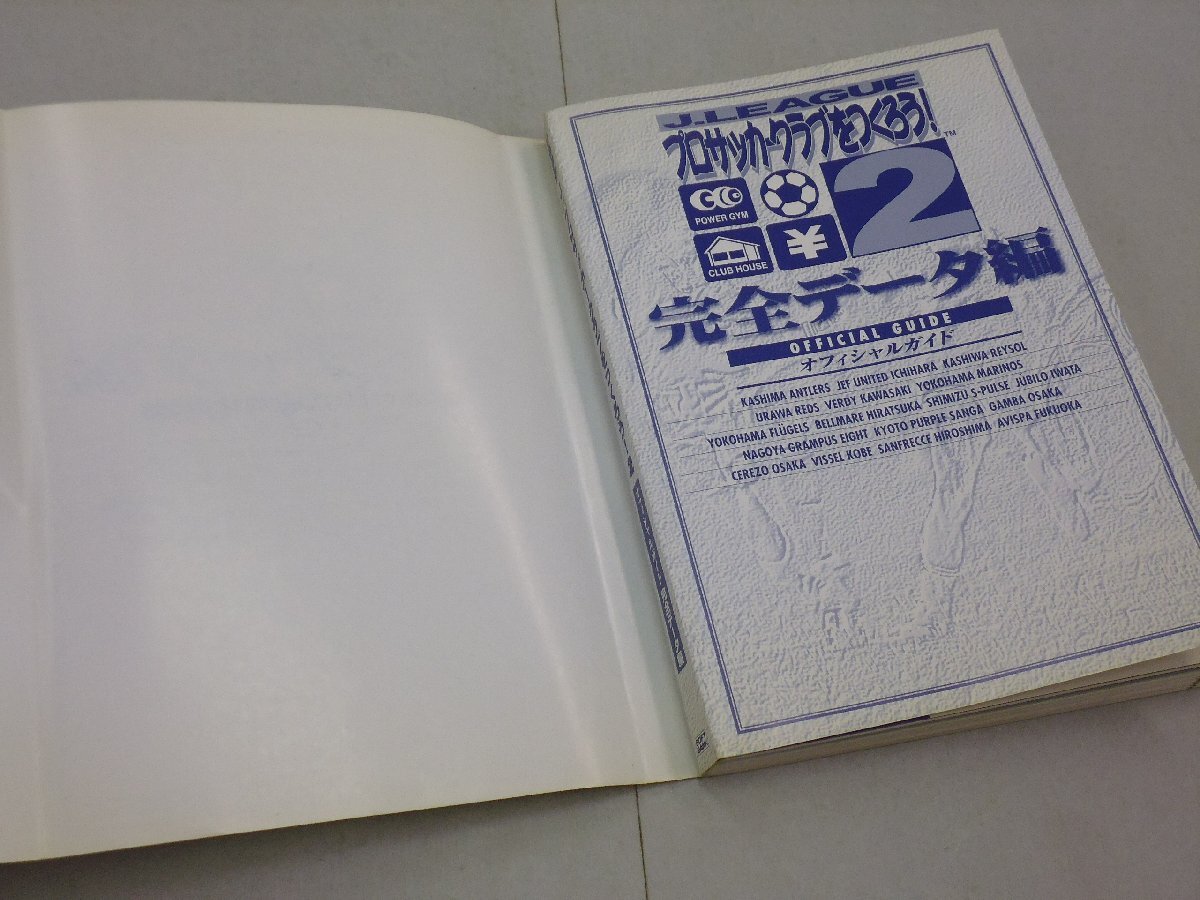 J.LEAGUE
プロサッカークラブをつくろう!™
2
POWER GYM
CLUB HOUSE
¥
完全データ編
OFFICIAL GUIDE
オフィシャルガイド
KASHIMA ANTLERS JEF UNITED ICHIHARA KASHIWA REYSOL
URAWA REDS VERDY KAWASAKI YOKOHAMA MARINOS
YOKOHAMA FLÜGELS BELLMARE HIRATSUKA SHIMIZU S-PULSE JUBILO IWATA
NAGOYA GRAMPUS EIGHT KYOTO PURPLE SANGA GAMBA OSAKA
CEREZO OSAKA VISSEL KOBE SANFRECCE HIROSHIMA AVISPA FUKUOKA